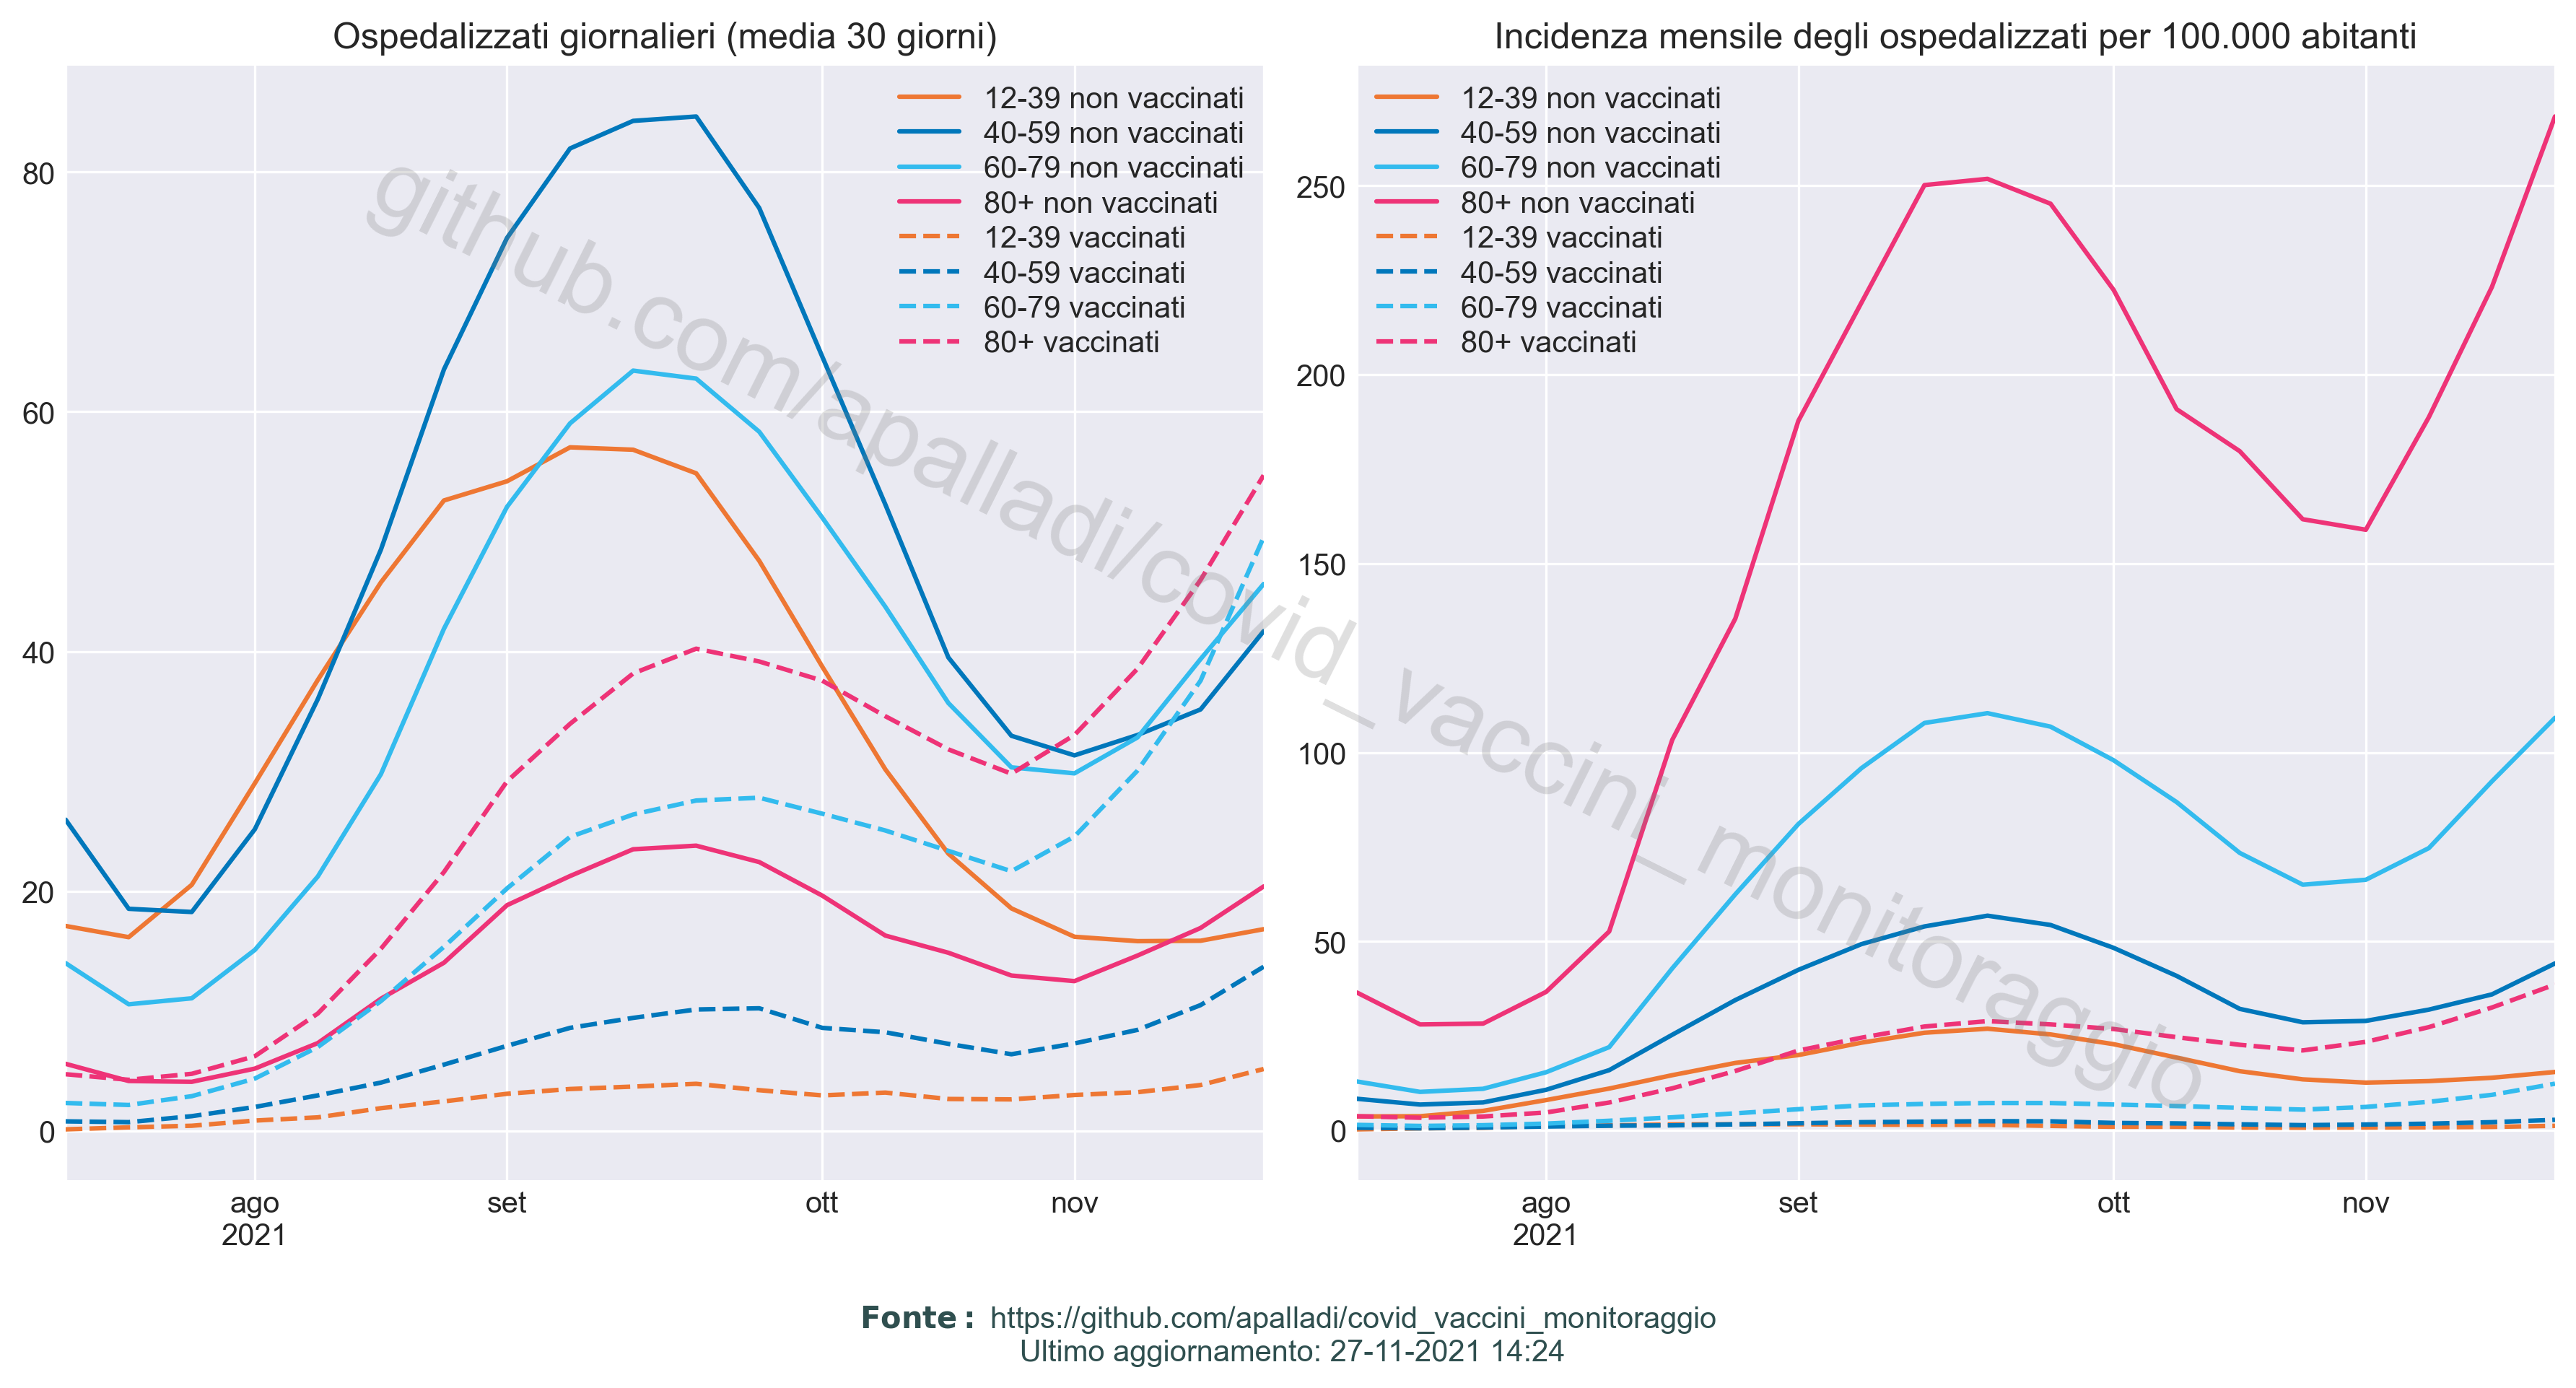 Ospedalizzati giornalieri (media 30 giorni)
80
60
40
20
0
12-39 non vaccinati
40-59 non vaccinati
60-79 non vaccinati
80+ non vaccinati
12-39 vaccinati
40-59 vaccinati
60-79 vaccinati
80+ vaccinati
ago
2021
set
ott
nov
Incidenza mensile degli ospedalizzati per 100.000 abitanti
250
200
150
100
50
0
12-39 non vaccinati
40-59 non vaccinati
60-79 non vaccinati
80+ non vaccinati
12-39 vaccinati
40-59 vaccinati
60-79 vaccinati
80+ vaccinati
ago
2021
set
ott
nov
github.com/apalladi/covid_vaccini_monitoraggio
Fonte: https://github.com/apalladi/covid_vaccini_monitoraggio
Ultimo aggiornamento: 27-11-2021 14:24